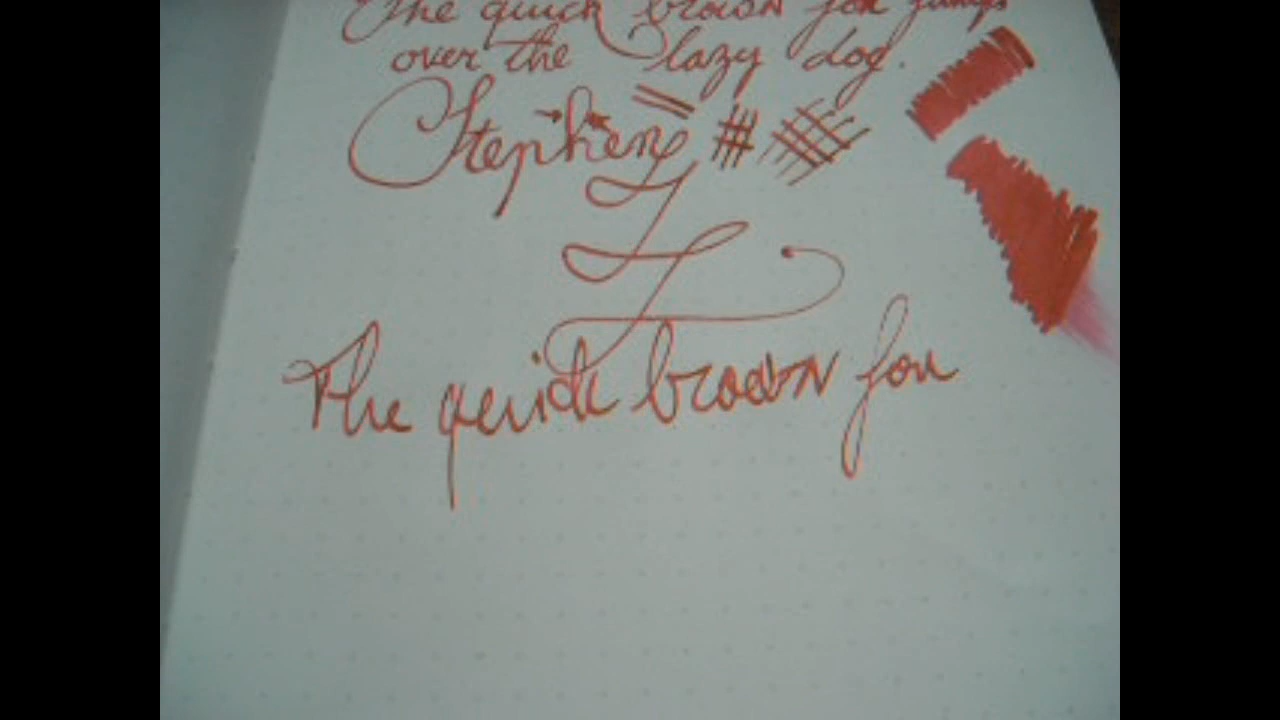 The quick brown fox jumps
over the lazy dog.
Stephen
The quick brown fox